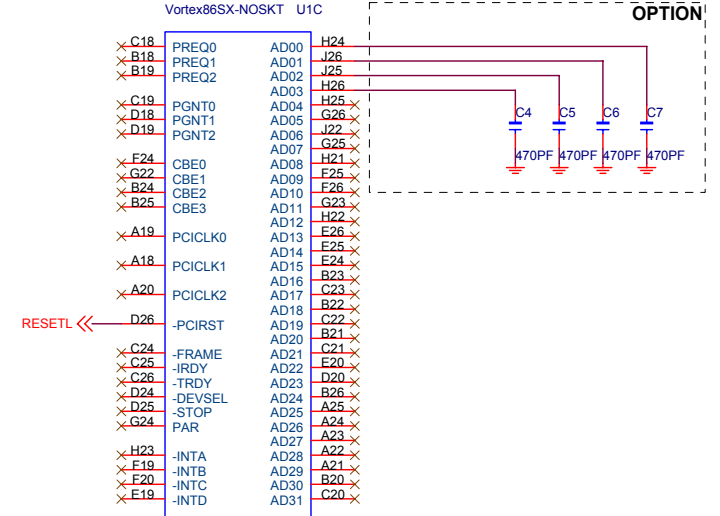 Vortex86SX-NOSKT U1C
OPTION
C18 PREQ0 AD00 H24
B18 PREQ1 AD01 J26
B19 PREQ2 AD02 J25
AD03 H26
C19 PGNT0 AD04 H25
D18 PGNT1 AD05 G26
D19 PGNT2 AD06 J22
AD07 G25
F24 CBE0 AD08 H21
G22 CBE1 AD09 F25
B24 CBE2 AD10 F26
B25 CBE3 AD11 G23
AD12 H22
A19 PCICLK0 AD13 E26
AD14 E25
A18 PCICLK1 AD15 E24
AD16 B23
A20 PCICLK2 AD17 C23
AD18 B22
RESETL D26 -PCIRST AD19 C22
AD20 B21
C24 -FRAME AD21 C21
C25 -IRDY AD22 E20
C26 -TRDY AD23 D20
D24 -DEVSEL AD24 B26
D25 -STOP AD25 A25
G24 PAR AD26 A24
AD27 A23
H23 -INTA AD28 A22
F19 -INTB AD29 A21
F20 -INTC AD30 B20
E19 -INTD AD31 C20
C4 C5 C6 C7
470PF 470PF 470PF 470PF